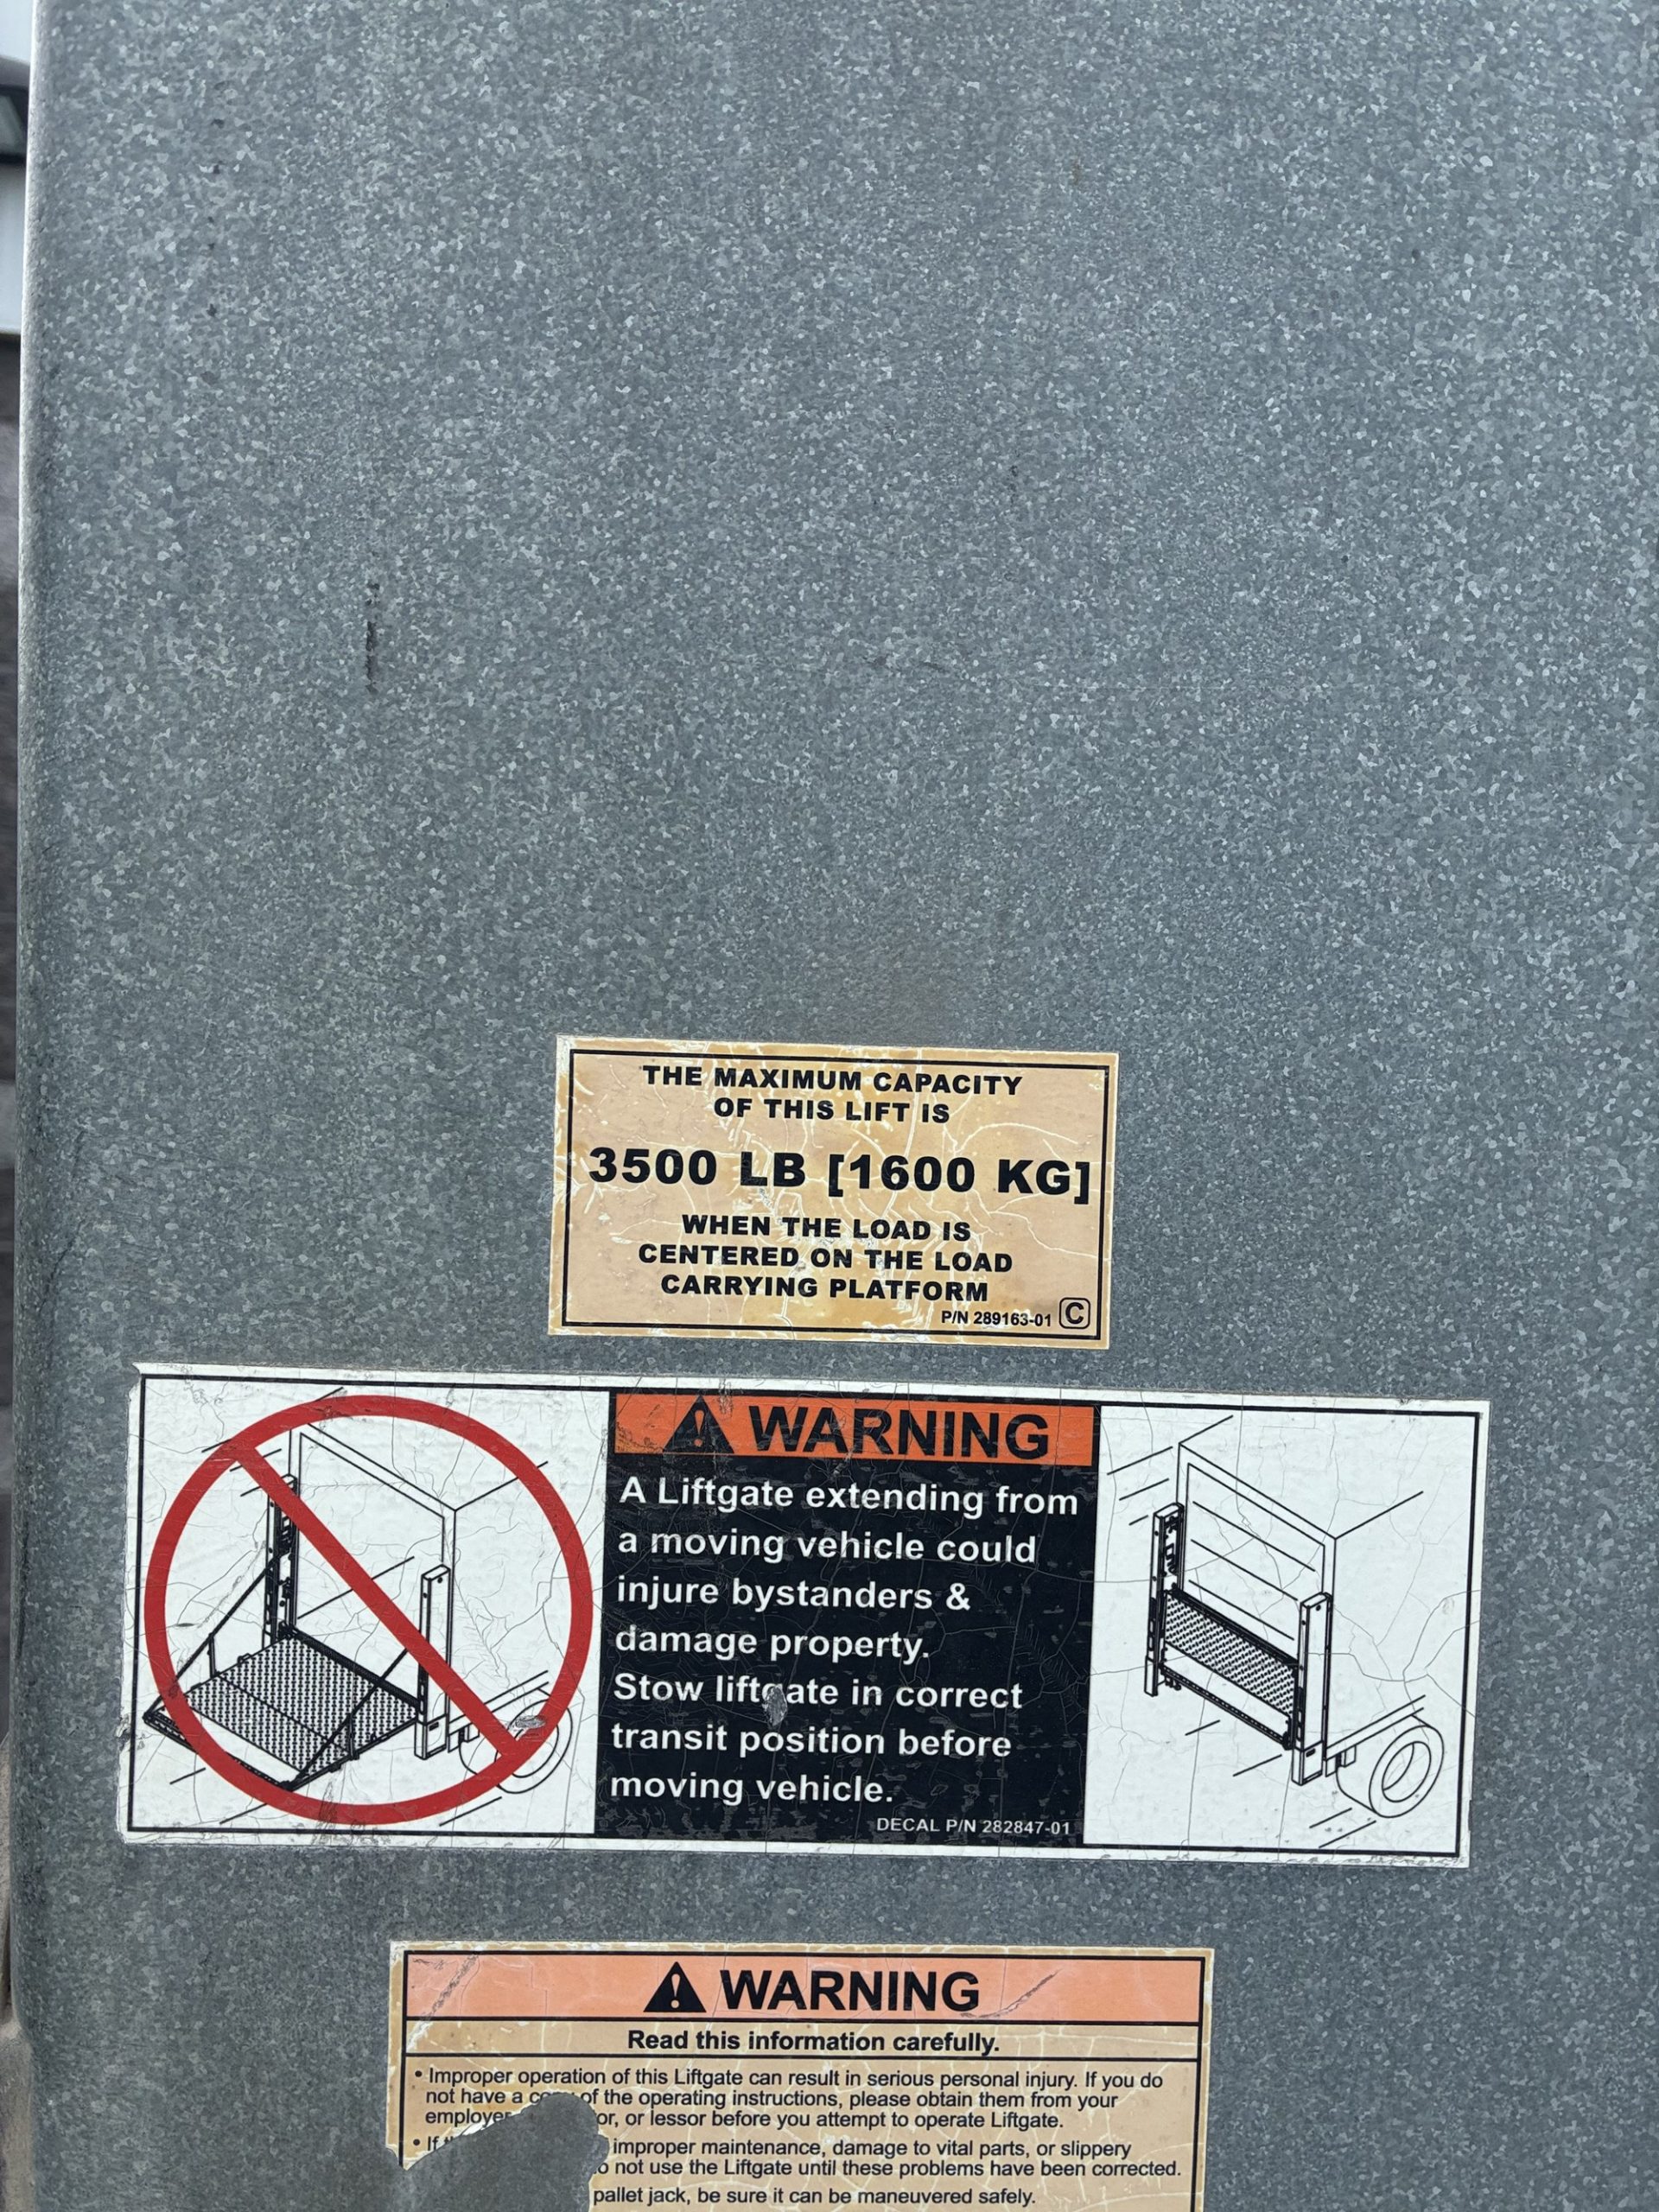 THE MAXIMUM CAPACITY
OF THIS LIFT IS
3500 LB [1600 KG]
WHEN THE LOAD IS
CENTERED ON THE LOAD
CARRYING PLATFORM
P/N 289163-01 C
WARNING
A Liftgate extending from
a moving vehicle could
injure bystanders &
damage property.
Stow liftgate in correct
transit position before
moving vehicle.
DECAL P/N 282847-01
WARNING
Read this information carefully.
• Improper operation of this Liftgate can result in serious personal injury. If you do
not have a of the operating instructions, please obtain them from your
employer or, or lessor before you attempt to operate Liftgate.
• If improper maintenance, damage to vital parts, or slippery
not use the Liftgate until these problems have been corrected.
pallet jack, be sure it can be maneuvered safely.